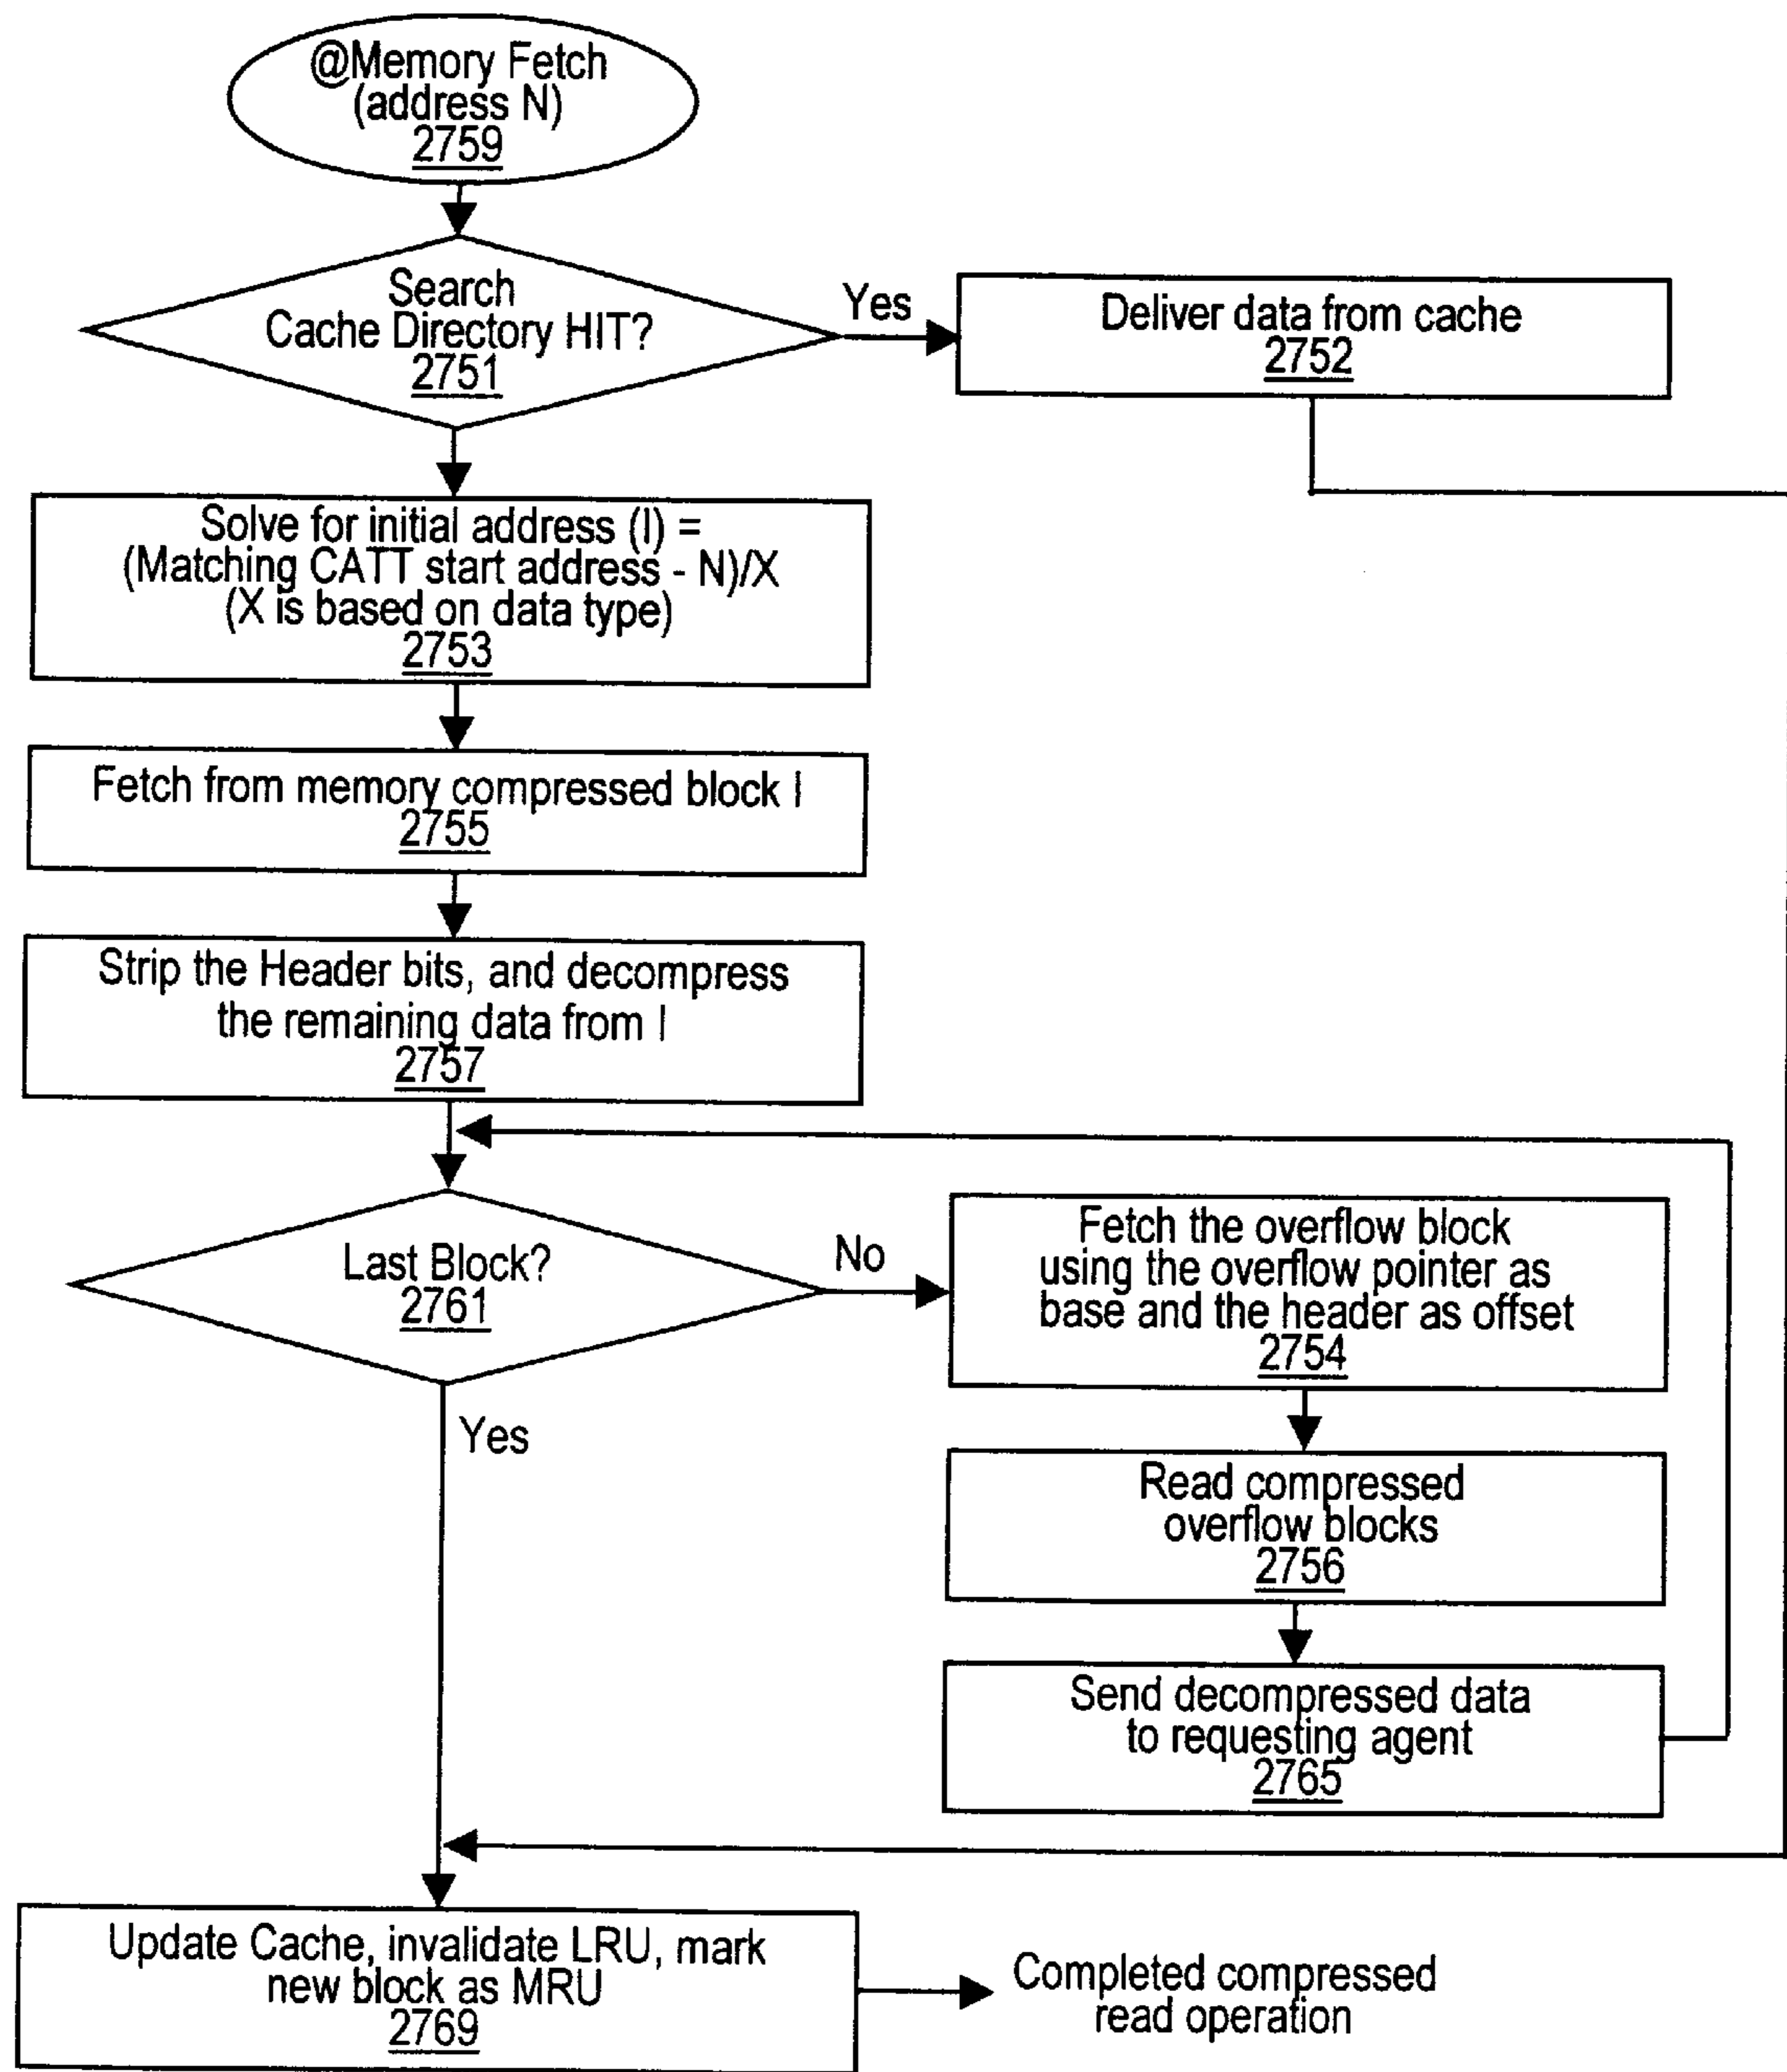 @Memory Fetch
(address N)
2759
Search
Cache Directory HIT?
2751
Yes
Deliver data from cache
2752
Solve for initial address (I) =
(Matching CATT start address - N)/X
(X is based on data type)
2753
Fetch from memory compressed block I
2755
Strip the Header bits, and decompress
the remaining data from I
2757
Last Block?
2761
No
Yes
Fetch the overflow block
using the overflow pointer as
base and the header as offset
2754
Read compressed
overflow blocks
2756
Send decompressed data
to requesting agent
2765
Update Cache, invalidate LRU, mark
new block as MRU
2769
Completed compressed
read operation